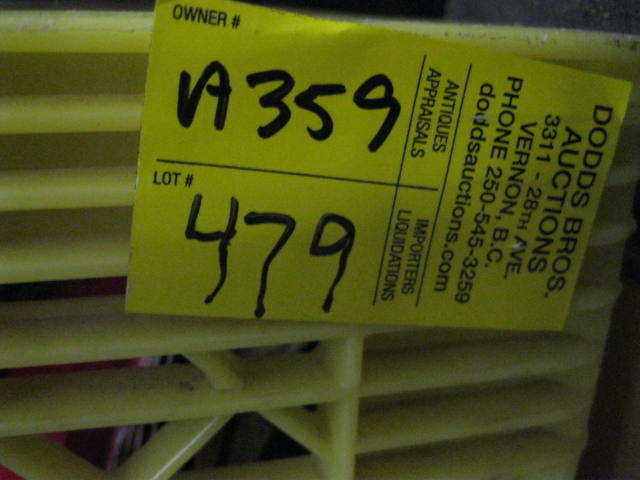 OWNER #
A359
LOT #
479
ANTIQUES
APPRAISALS
IMPORTERS
LIQUIDATIONS
DODDS BROS.
AUCTIONS
3311 - 28TH AVE.
VERNON, B.C.
PHONE 250-545-3259
doddsauctions.com